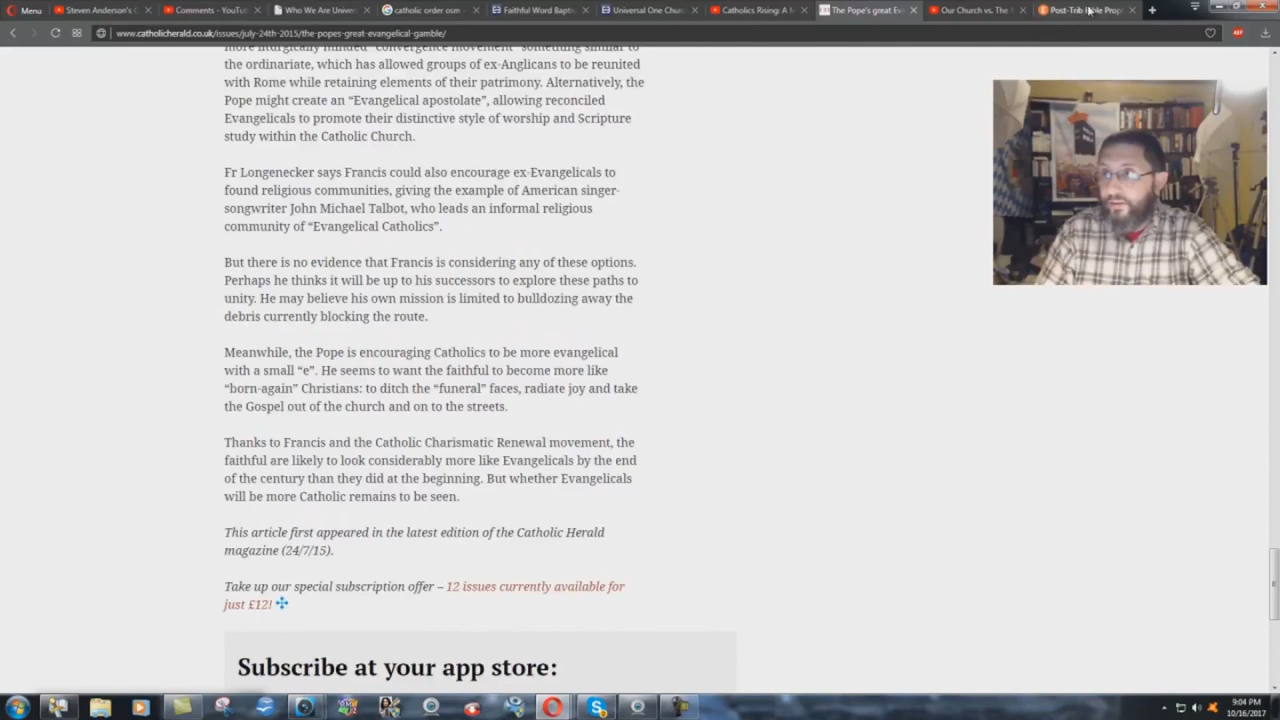 Menu
Steven Anderson's C
Comments - YouTu
Who We Are Univer
catholic order osm
Faithful Word Bapti
Universal One Churc
Catholics Rising: A M
The Pope's great Ev
Our Church vs. The
Post-Trib Bible Prop
www.catholicherald.co.uk/issues/july-24th-2015/the-popes-great-evangelical-gamble/
more liturgically minded "convergence movement" something similar to
the ordinariate, which has allowed groups of ex-Anglicans to be reunited
with Rome while retaining elements of their patrimony. Alternatively, the
Pope might create an “Evangelical apostolate”, allowing reconciled
Evangelicals to promote their distinctive style of worship and Scripture
study within the Catholic Church.
Fr Longenecker says Francis could also encourage ex-Evangelicals to
found religious communities, giving the example of American singer-
songwriter John Michael Talbot, who leads an informal religious
community of “Evangelical Catholics”.
But there is no evidence that Francis is considering any of these options.
Perhaps he thinks it will be up to his successors to explore these paths to
unity. He may believe his own mission is limited to bulldozing away the
debris currently blocking the route.
Meanwhile, the Pope is encouraging Catholics to be more evangelical
with a small “e”. He seems to want the faithful to become more like
“born-again” Christians: to ditch the “funeral” faces, radiate joy and take
the Gospel out of the church and on to the streets.
Thanks to Francis and the Catholic Charismatic Renewal movement, the
faithful are likely to look considerably more like Evangelicals by the end
of the century than they did at the beginning. But whether Evangelicals
will be more Catholic remains to be seen.
This article first appeared in the latest edition of the Catholic Herald
magazine (24/7/15).
Take up our special subscription offer – 12 issues currently available for
just £12!
Subscribe at your app store:
9:04 PM
10/16/2017